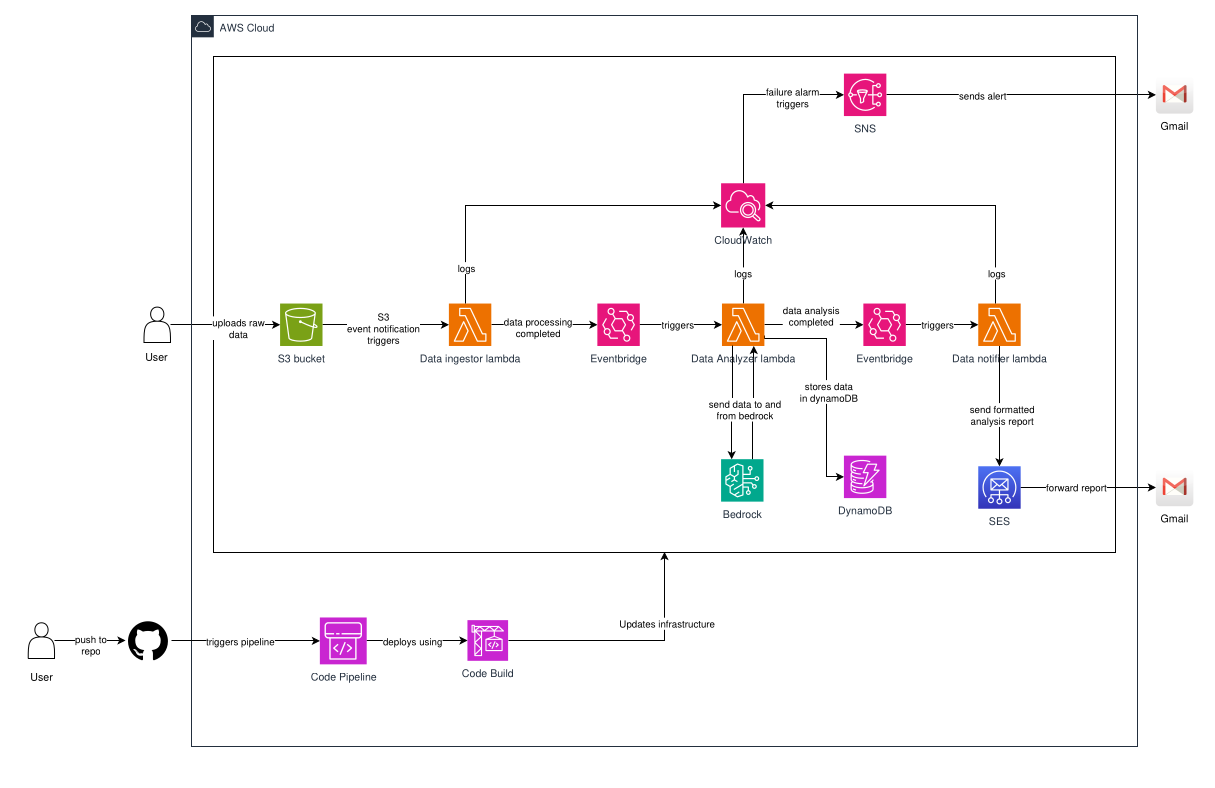 AWS Cloud
failure alarm
triggers
SNS
sends alert
Gmail
CloudWatch
logs
logs
logs
User
uploads raw
data
S3 bucket
S3
event notification
triggers
Data ingestor lambda
data processing
completed
Eventbridge
triggers
Data Analyzer lambda
data analysis
completed
Eventbridge
triggers
Data notifier lambda
send data to and
from bedrock
stores data
in dynamoDB
send formatted
analysis report
Bedrock
DynamoDB
SES
forward report
Gmail
User
push to
repo
triggers pipeline
Code Pipeline
deploys using
Code Build
Updates infrastructure